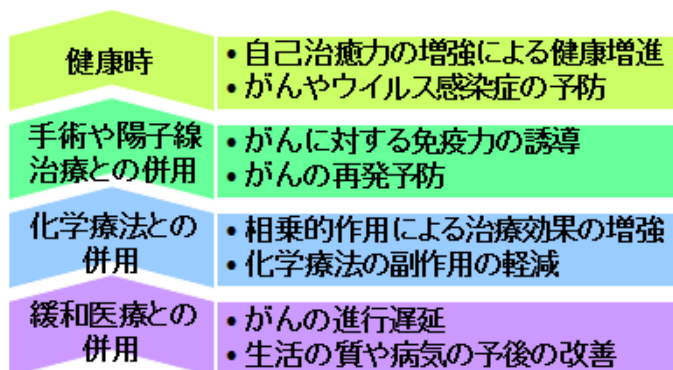 健康時
・自己治癒力の増強による健康増進
・がんやウイルス感染症の予防
手術や陽子線
治療との併用
・がんに対する免疫力の誘導
・がんの再発予防
化学療法との
併用
・相乗的作用による治療効果の増強
・化学療法の副作用の軽減
緩和医療との
併用
・がんの進行遅延
・生活の質や病気の予後の改善